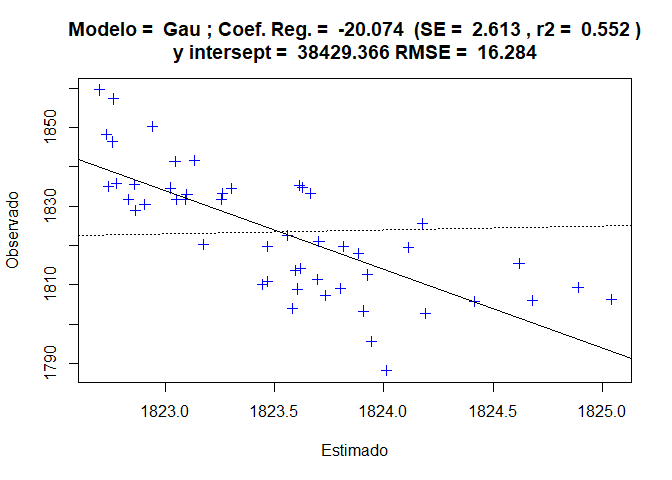 Modelo = Gau ; Coef. Reg. = -20.074 (SE = 2.613 , r2 = 0.552 )
y intersept = 38429.366 RMSE = 16.284
Observado
1850
1830
1810
1790
1823.0 1823.5 1824.0 1824.5 1825.0
Estimado